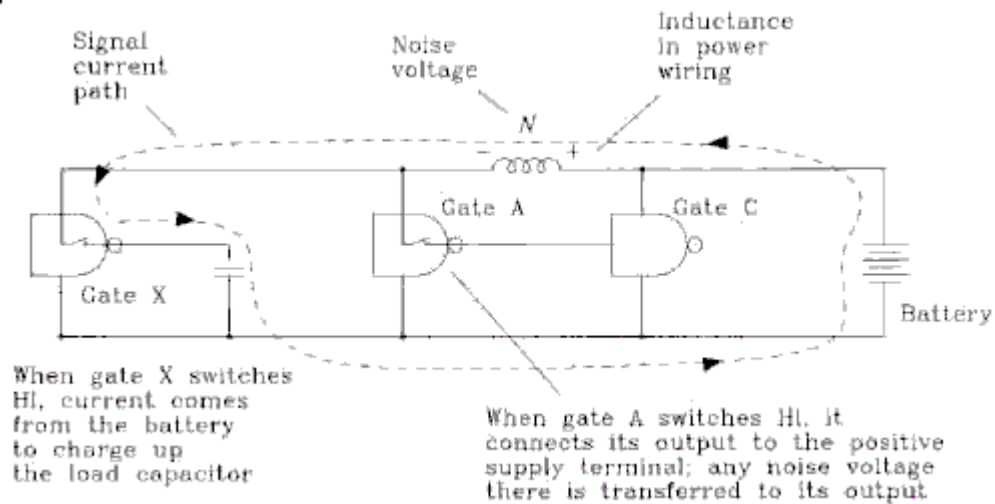 Signal
current
path
Noise
voltage
Inductance
in power
wiring
N
- +
Gate A
Gate C
Gate X
Battery
When gate X switches
HI, current comes
from the battery
to charge up
the load capacitor
When gate A switches HI, it
connects its output to the positive
supply terminal; any noise voltage
there is transferred to its output